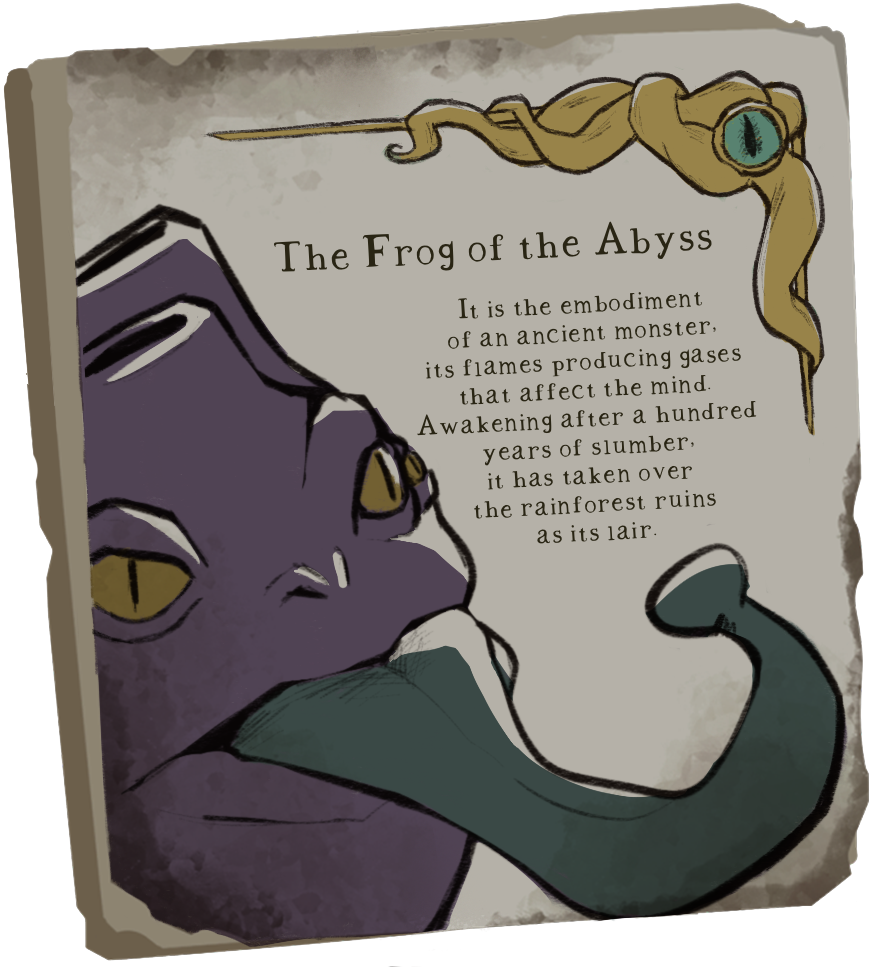 The Frog of the Abyss
It is the embodiment
of an ancient monster,
its flames producing gases
that affect the mind.
Awakening after a hundred
years of slumber,
it has taken over
the rainforest ruins
as its lair.